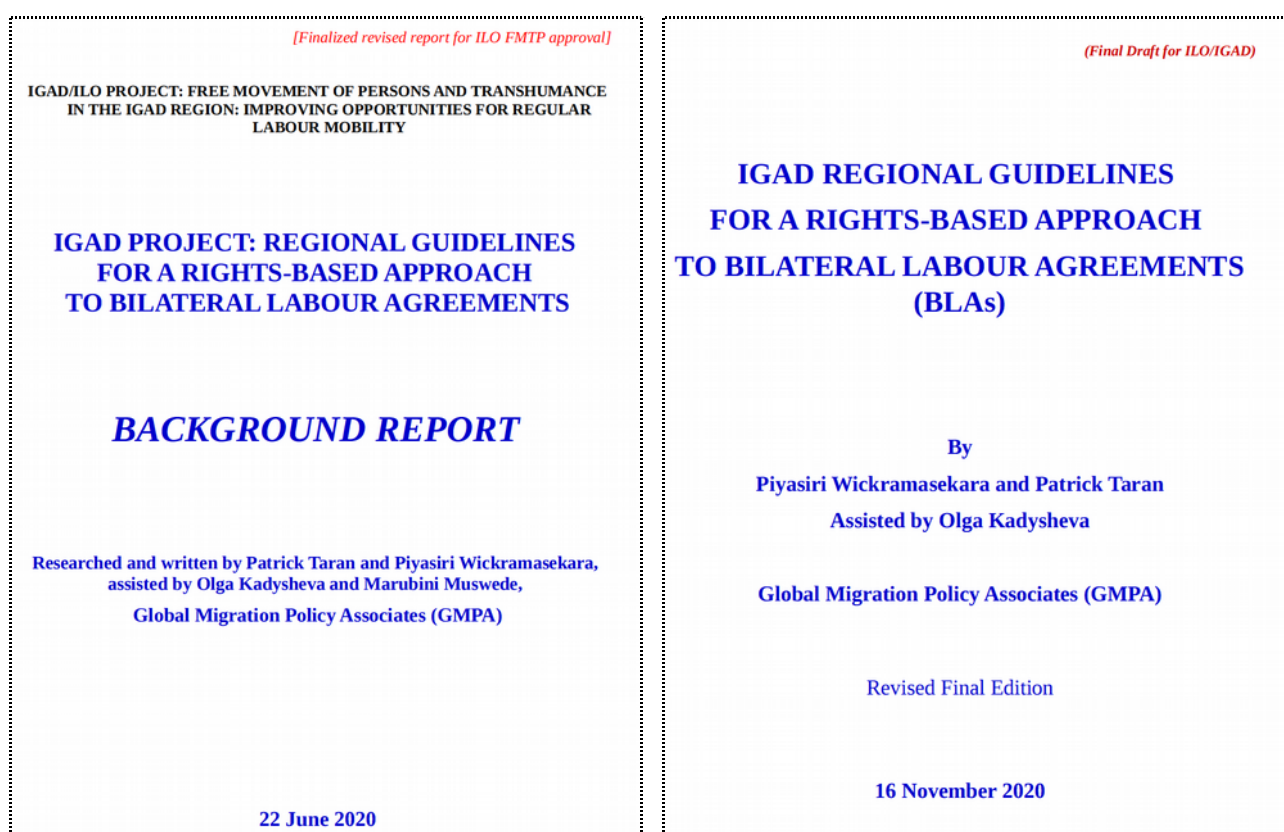 [Finalized revised report for ILO FMTP approval]
IGAD/ILO PROJECT: FREE MOVEMENT OF PERSONS AND TRANSHUMANCE
IN THE IGAD REGION: IMPROVING OPPORTUNITIES FOR REGULAR
LABOUR MOBILITY
IGAD PROJECT: REGIONAL GUIDELINES
FOR A RIGHTS-BASED APPROACH
TO BILATERAL LABOUR AGREEMENTS
BACKGROUND REPORT
Researched and written by Patrick Taran and Piyasiri Wickramasekara,
assisted by Olga Kadysheva and Marubini Muswede,
Global Migration Policy Associates (GMPA)
22 June 2020
(Final Draft for ILO/IGAD)
IGAD REGIONAL GUIDELINES
FOR A RIGHTS-BASED APPROACH
TO BILATERAL LABOUR AGREEMENTS
(BLAs)
By
Piyasiri Wickramasekara and Patrick Taran
Assisted by Olga Kadysheva
Global Migration Policy Associates (GMPA)
Revised Final Edition
16 November 2020